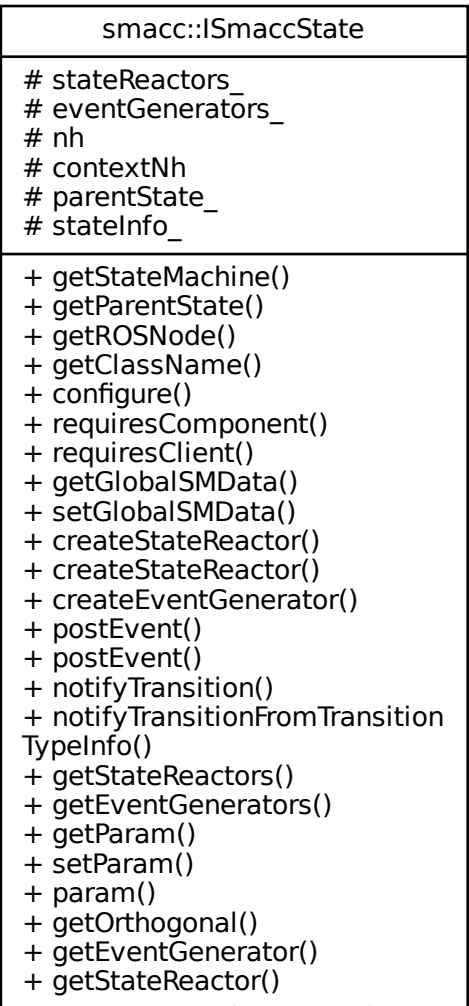 smacc::ISmaccState
# stateReactors_
# eventGenerators_
# nh
# contextNh
# parentState_
# stateInfo_
+ getStateMachine()
+ getParentState()
+ getROSNode()
+ getClassName()
+ configure()
+ requiresComponent()
+ requiresClient()
+ getGlobalSMData()
+ setGlobalSMData()
+ createStateReactor()
+ createStateReactor()
+ createEventGenerator()
+ postEvent()
+ postEvent()
+ notifyTransition()
+ notifyTransitionFromTransition
TypeInfo()
+ getStateReactors()
+ getEventGenerators()
+ getParam()
+ setParam()
+ param()
+ getOrthogonal()
+ getEventGenerator()
+ getStateReactor()